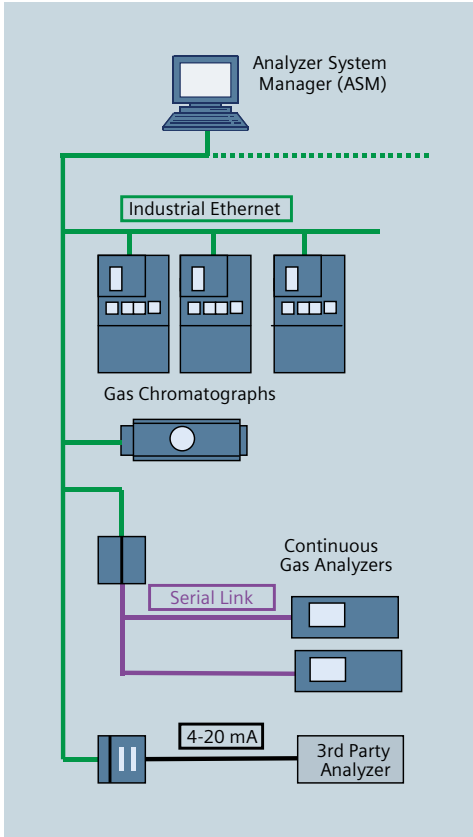 Analyzer System
Manager (ASM)
Industrial Ethernet
Gas Chromatographs
Continuous
Gas Analyzers
Serial Link
4-20 mA
3rd Party
Analyzer